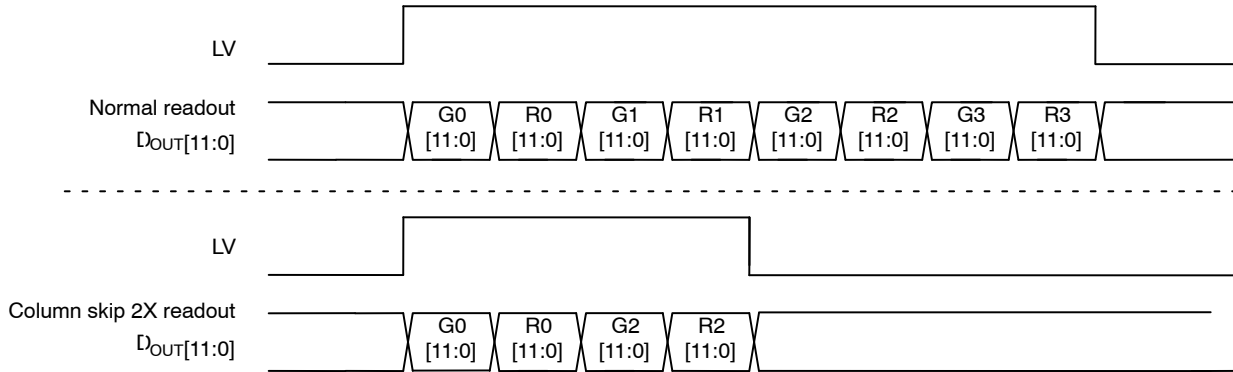 LV
Normal readout
DOUT[11:0]
G0 R0 G1 R1 G2 R2 G3 R3
[11:0] [11:0] [11:0] [11:0] [11:0] [11:0] [11:0] [11:0]
LV
Column skip 2X readout
DOUT[11:0]
G0 R0 G2 R2
[11:0] [11:0] [11:0] [11:0]